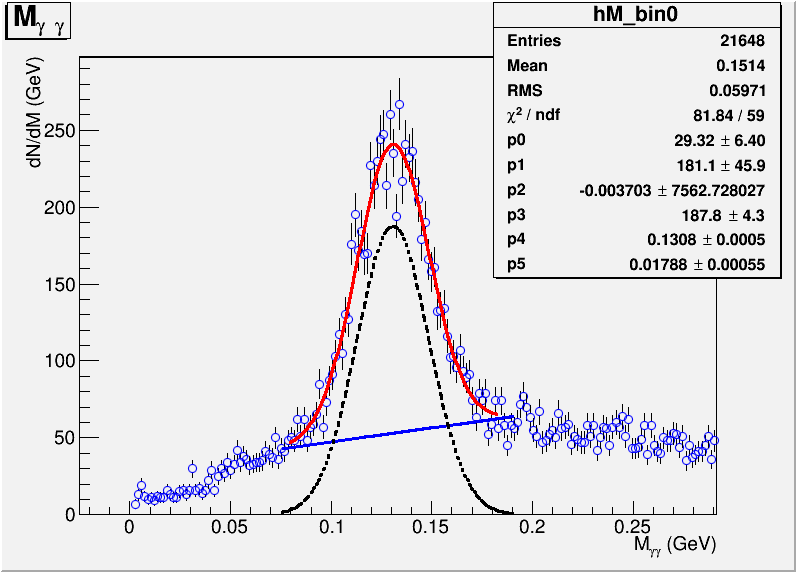 M γ γ
hM_bin0
Entries 21648
Mean 0.1514
RMS 0.05971
χ² / ndf 81.84 / 59
p0 29.32 ± 6.40
p1 181.1 ± 45.9
p2 -0.003703 ± 7562.728027
p3 187.8 ± 4.3
p4 0.1308 ± 0.0005
p5 0.01788 ± 0.00055
dN/dM (GeV)
250
200
150
100
50
0
0 0.05 0.1 0.15 0.2 0.25
M γγ (GeV)